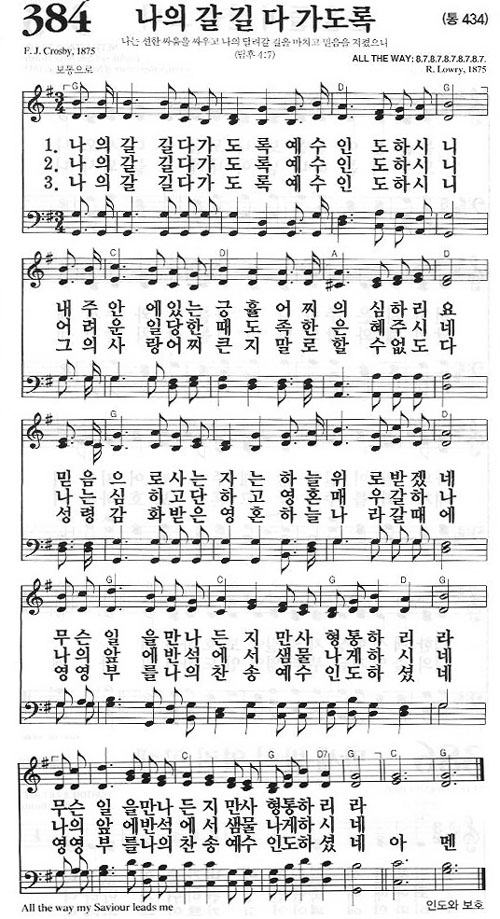 384
나의 갈 길 다 가도록
(통 434)
나는 선한 싸움을 싸우고 나의 달려갈 길을 마치고 믿음을 지켰으니
(딤후 4:7)
F. J. Crosby, 1875
보통으로
ALL THE WAY: 8.7.8.7.8.7.8.7.8.7.
R. Lowry, 1875
G D G
1. 나의갈 길다가 도록예수인 도하시니
2. 나의갈 길다가 도록예수인 도하시니
3. 나의갈 길다가 도록예수인 도하시니
C D A D
내주안 에있는긍휼어찌의심하리요
어려운 일당한때도족한은혜주시네
그의사 랑어찌큰지말로할수없도다
G D
믿음으 로사는자는하늘위로받겠네
나는심 히고단하고영혼매우갈하나
성령감 화받은영혼하늘나라갈때에
G C G D G
무슨일 을만나든지만사형통하리라
나의앞 에반석에서샘물나게하시네
영영부 를나의찬송예수인도하셨네
C G D7 G C G
무슨일 을만나든지만사형통하리라
나의앞 에반석에서샘물나게하시네
영영부 를나의찬송예수인도하셨네 아멘
All the way my Saviour leads me
인도와 보호